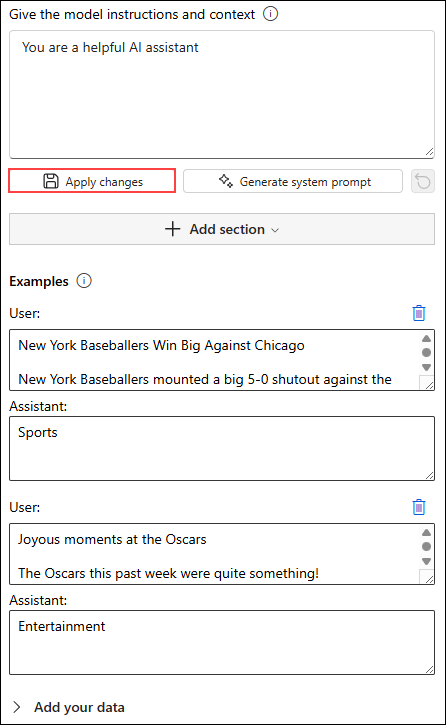 Give the model instructions and context
You are a helpful AI assistant
Apply changes
Generate system prompt
Add section
Examples
User:
New York Baseballers Win Big Against Chicago
New York Baseballers mounted a big 5-0 shutout against the
Assistant:
Sports
User:
Joyous moments at the Oscars
The Oscars this past week were quite something!
Assistant:
Entertainment
Add your data